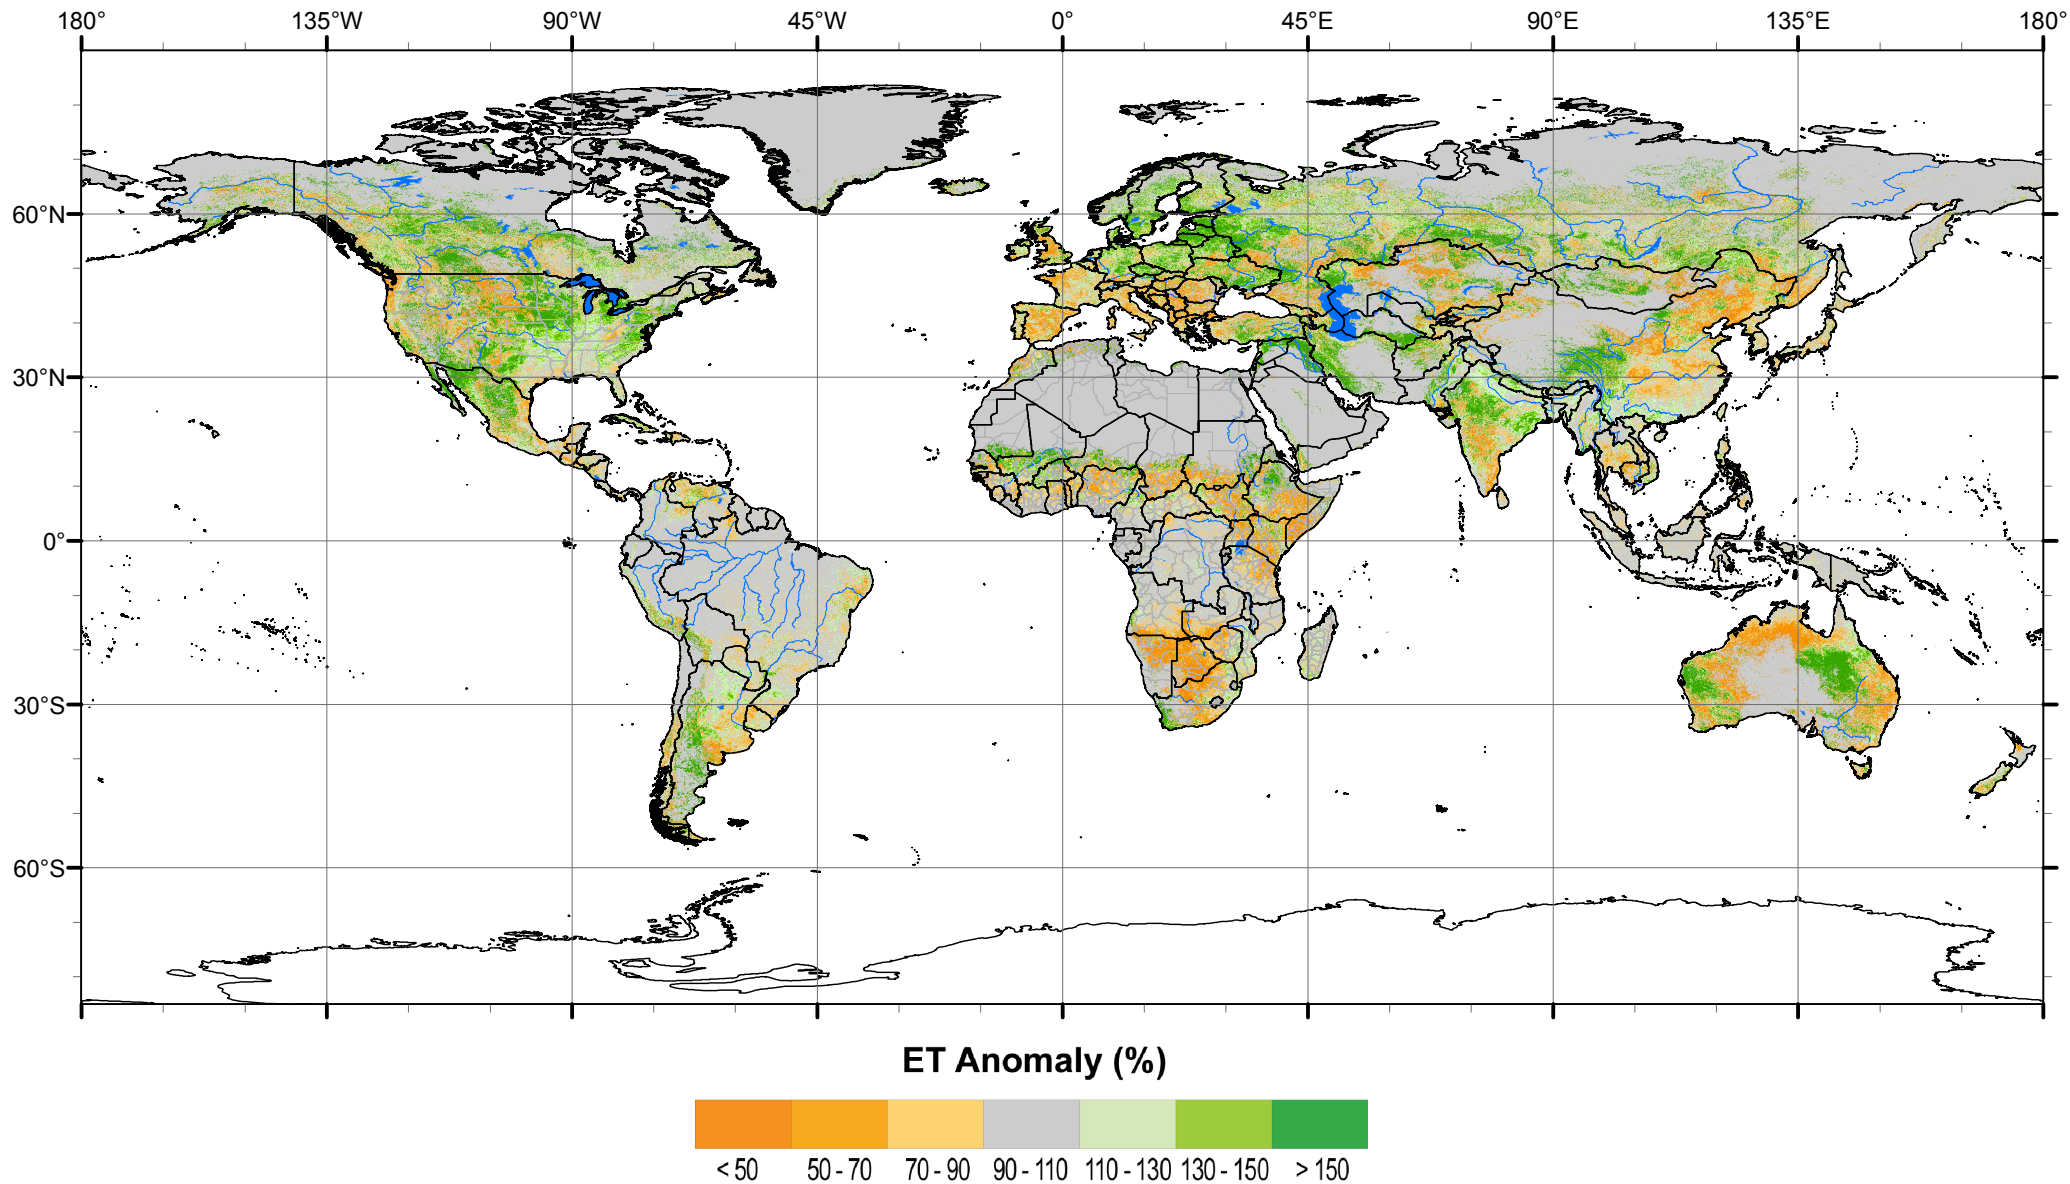 180° 135°W 90°W 45°W 0° 45°E 90°E 135°E 180°
60°N
30°N
0°
30°S
60°S
ET Anomaly (%)
< 50 50 - 70 70 - 90 90 - 110 110 - 130 130 - 150 > 150